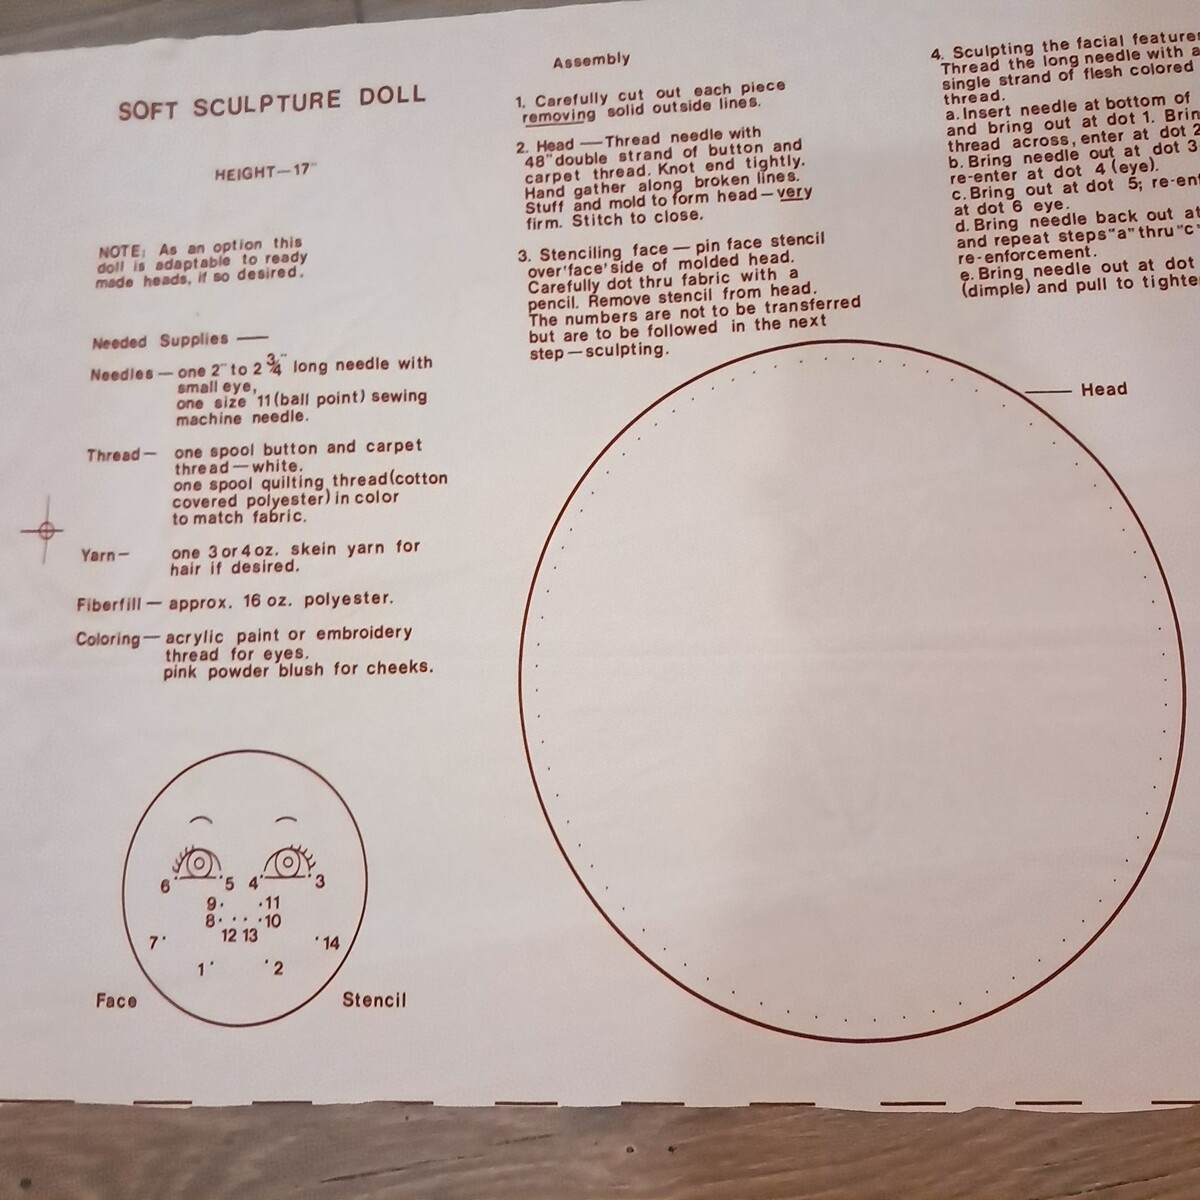 SOFT SCULPTURE DOLL
HEIGHT—17"
NOTE: As an option this
doll is adaptable to ready
made heads, if so desired.
Needed Supplies —
Needles — one 2" to 2 3/4" long needle with
small eye,
one size 11 (ball point) sewing
machine needle.
Thread — one spool button and carpet
thread — white.
one spool quilting thread (cotton
covered polyester) in color
to match fabric.
Yarn — one 3 or 4 oz. skein yarn for
hair if desired.
Fiberfill — approx. 16 oz. polyester.
Coloring — acrylic paint or embroidery
thread for eyes.
pink powder blush for cheeks.
6 5 4 3
9 11
8 10
12 13
7 14
1 2
Face Stencil
Assembly
1. Carefully cut out each piece
removing solid outside lines.
2. Head — Thread needle with
48" double strand of button and
carpet thread. Knot end tightly.
Hand gather along broken lines.
Stuff and mold to form head — very
firm. Stitch to close.
3. Stenciling face — pin face stencil
over 'face' side of molded head.
Carefully dot thru fabric with a
pencil. Remove stencil from head.
The numbers are not to be transferred
but are to be followed in the next
step — sculpting.
Head
4. Sculpting the facial features
Thread the long needle with a
single strand of flesh colored
thread.
a. Insert needle at bottom of
and bring out at dot 1. Brin
thread across, enter at dot 2
b. Bring needle out at dot 3
re-enter at dot 4 (eye).
c. Bring out at dot 5; re-en
at dot 6 eye.
d. Bring needle back out at
and repeat steps "a" thru "c"
re-enforcement.
e. Bring needle out at dot
(dimple) and pull to tighte